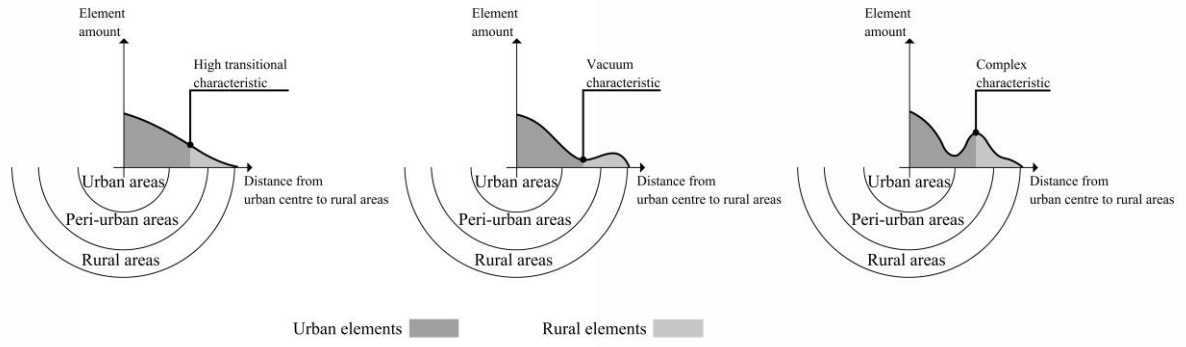 Element
amount
High transitional
characteristic
Distance from
urban centre to rural areas
Urban areas
Peri-urban areas
Rural areas
Element
amount
Vacuum
characteristic
Distance from
urban centre to rural areas
Urban areas
Peri-urban areas
Rural areas
Element
amount
Complex
characteristic
Distance from
urban centre to rural areas
Urban areas
Peri-urban areas
Rural areas
Urban elements
Rural elements